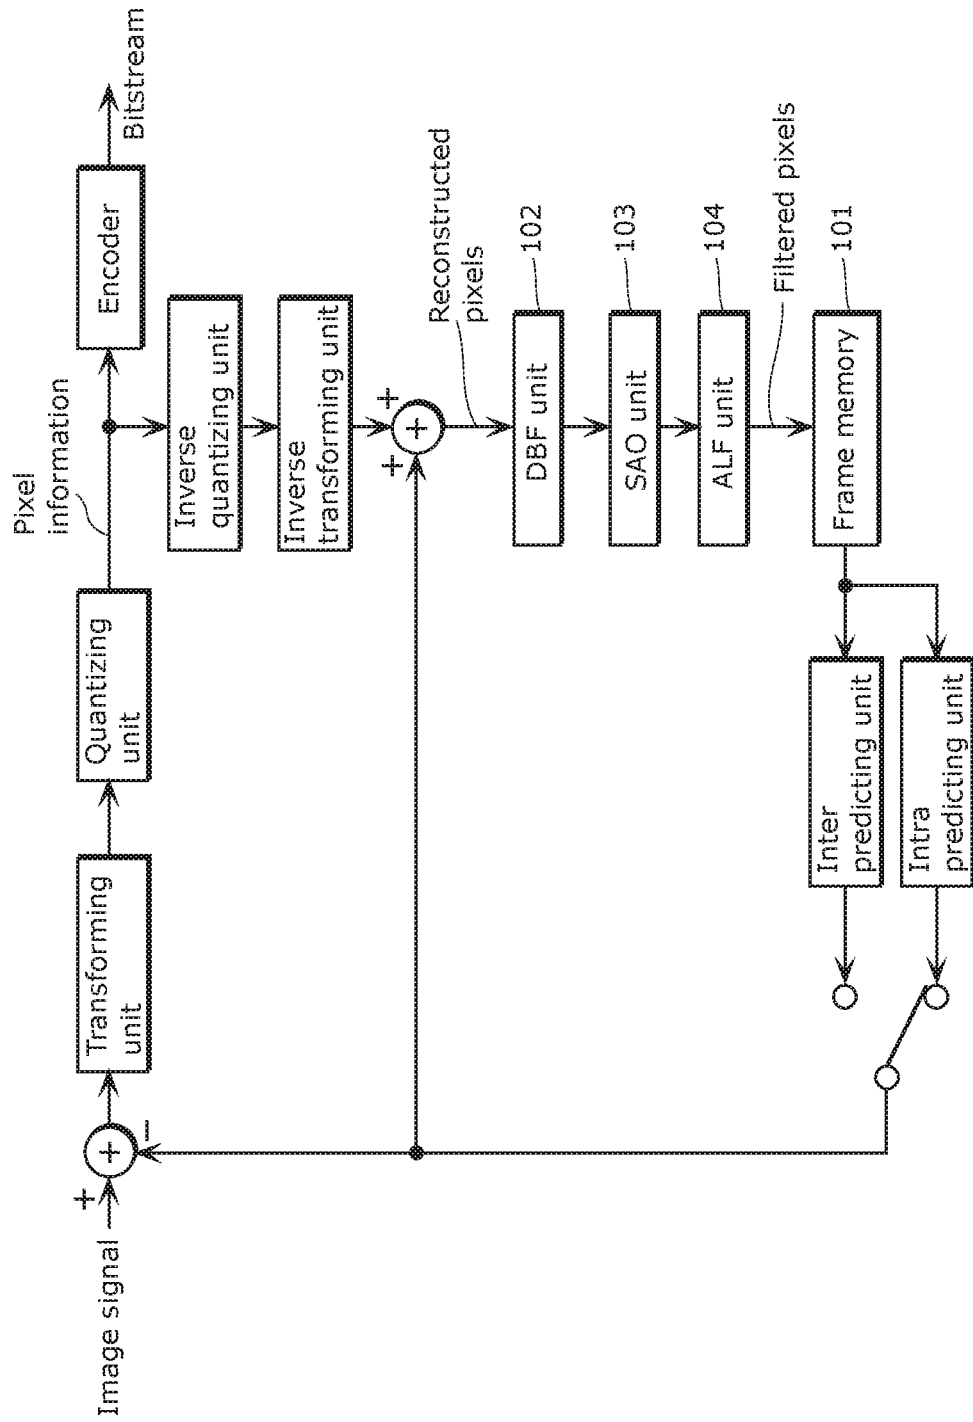 Image signal
+
+
−
Transforming
unit
Quantizing
unit
Pixel
information
Encoder
Bitstream
Inverse
quantizing unit
Inverse
transforming unit
+
+
+
Reconstructed
pixels
DBF unit
102
SAO unit
103
ALF unit
104
Filtered pixels
Frame memory
101
Inter
predicting unit
Intra
predicting unit